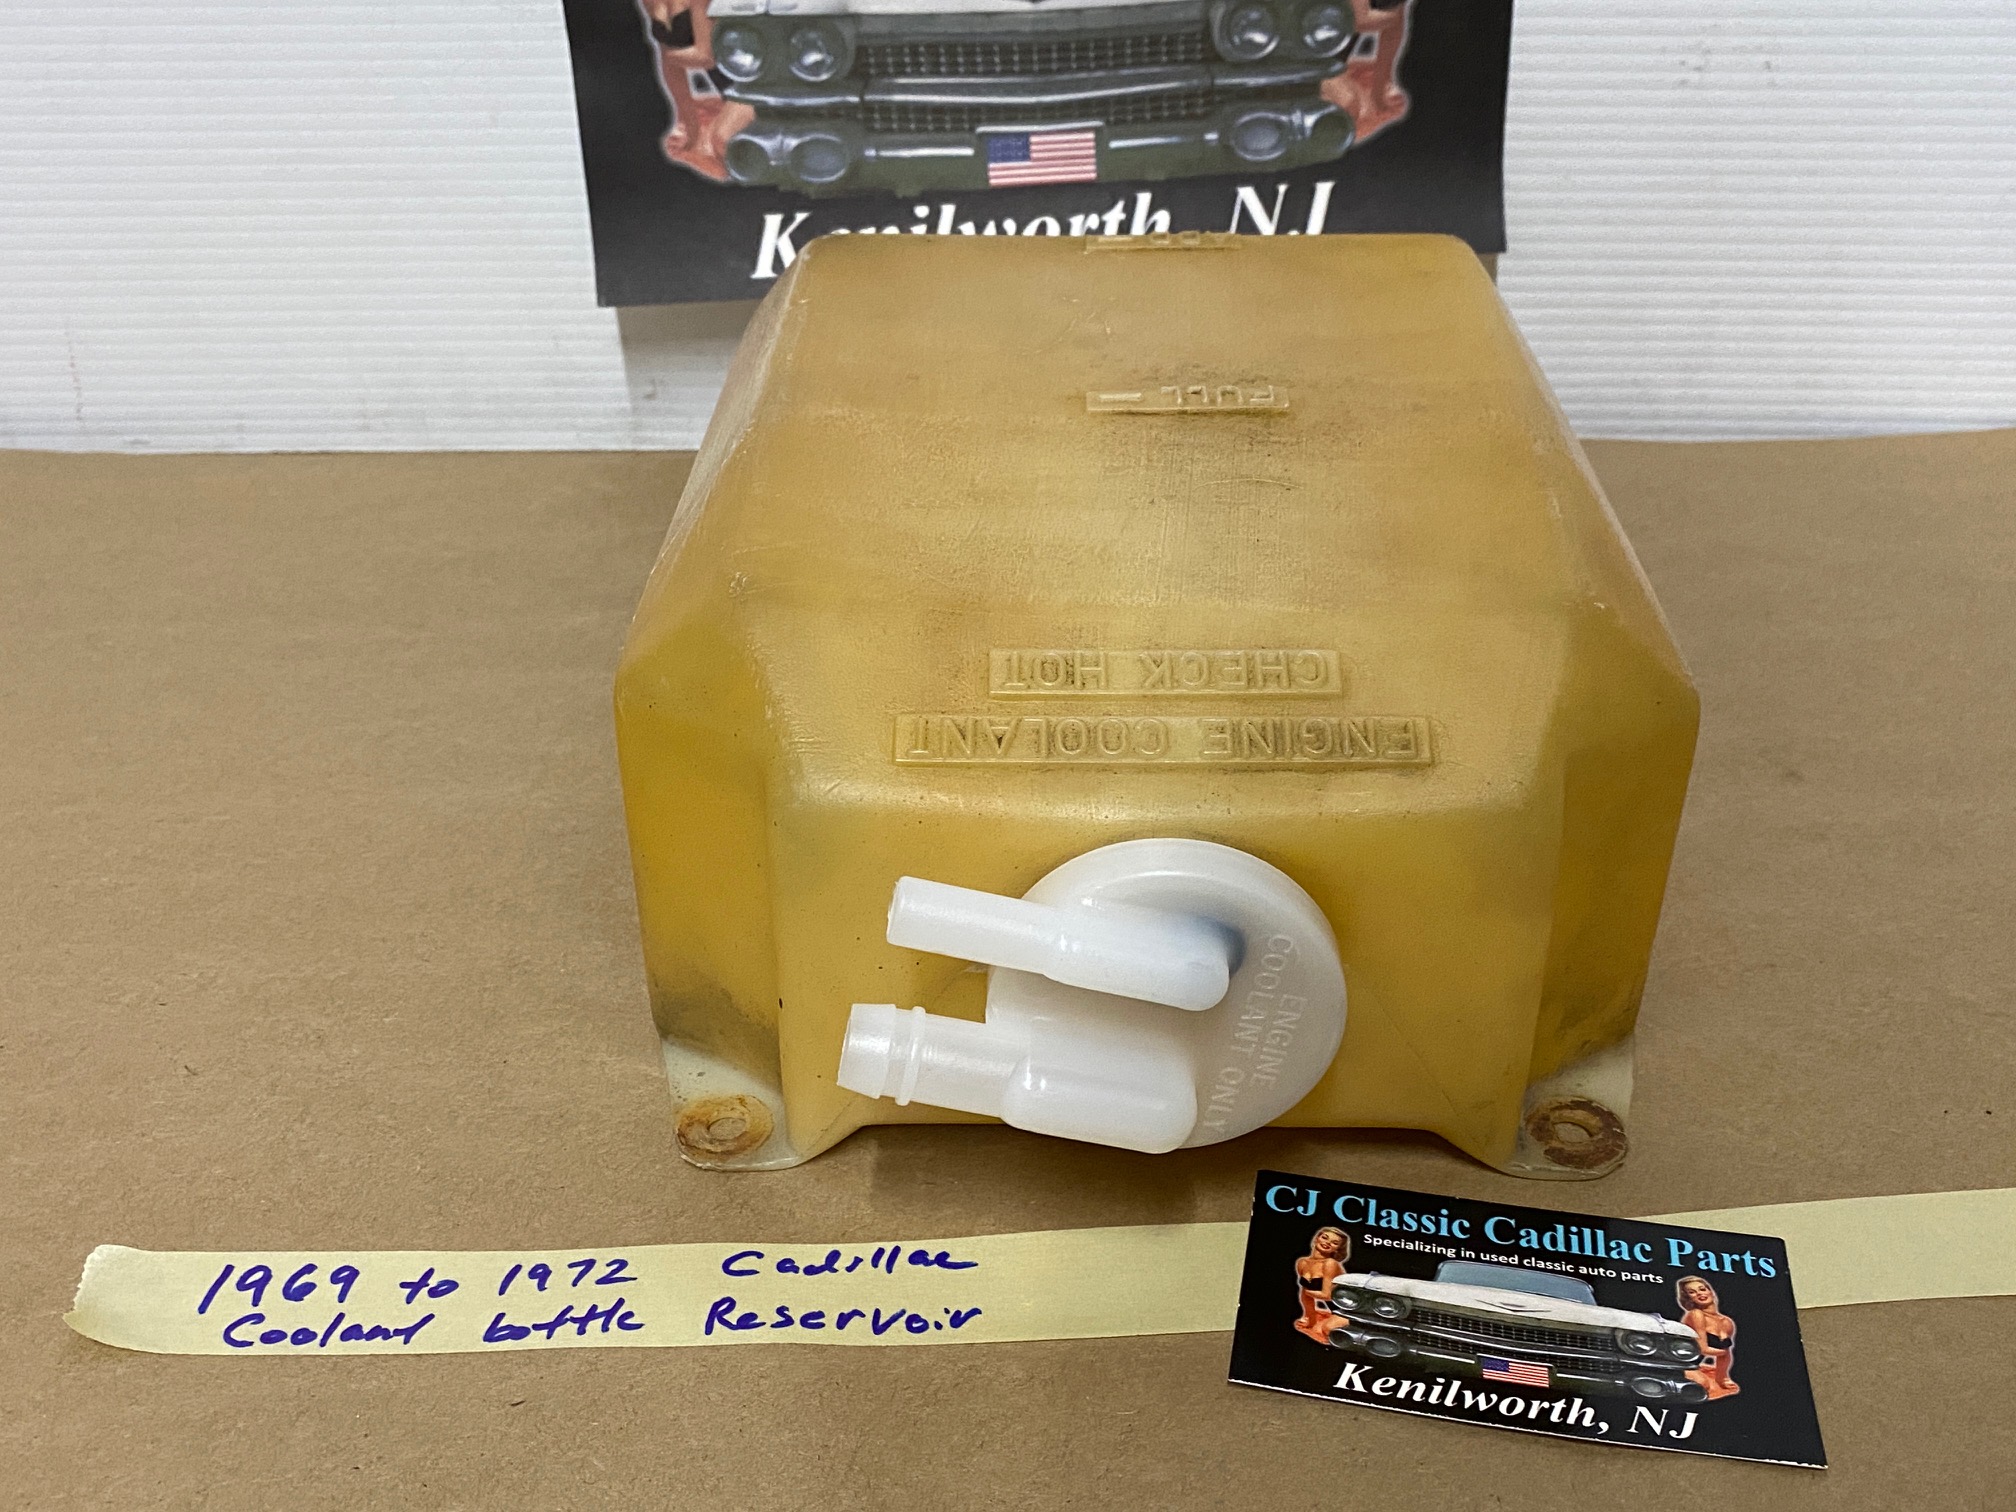 Kenilworth, NJ
ADD –
FULL –
CHECK HOT
ENGINE COOLANT
ENGINE
COOLANT ONLY
1969 to 1972 Cadillac
Coolant bottle Reservoir
CJ Classic Cadillac Parts
Specializing in used classic auto parts
Kenilworth, NJ